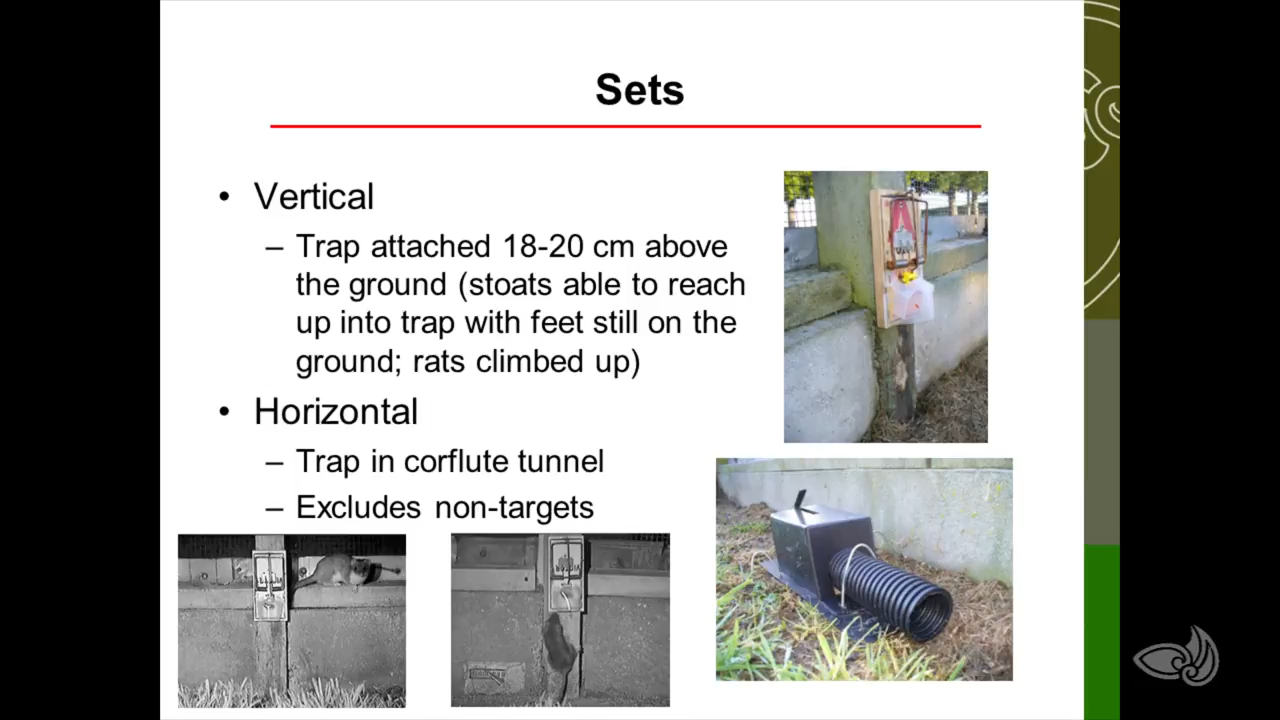 Sets
• Vertical
– Trap attached 18-20 cm above
the ground (stoats able to reach
up into trap with feet still on the
ground; rats climbed up)
• Horizontal
– Trap in corflute tunnel
– Excludes non-targets